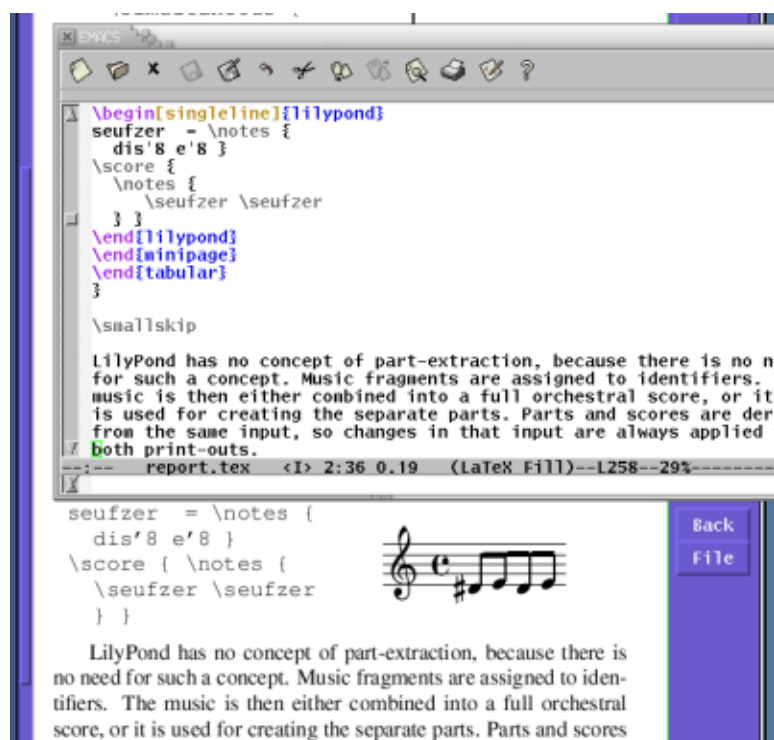 EMACS
\begin[singleline]{lilypond}
seufzer = \notes {
dis'8 e'8 }
\score {
\notes {
\seufzer \seufzer
} }
\end{lilypond}
\end{minipage}
\end{tabular}
}
\smallskip
LilyPond has no concept of part-extraction, because there is no n
for such a concept. Music fragments are assigned to identifiers.
music is then either combined into a full orchestral score, or it
is used for creating the separate parts. Parts and scores are der
from the same input, so changes in that input are always applied
both print-outs.
--:-- report.tex <I> 2:36 0.19 (LaTeX Fill)--L258--29%--------
seufzer = \notes {
dis'8 e'8 }
\score { \notes {
\seufzer \seufzer
} }
Back
File
LilyPond has no concept of part-extraction, because there is
no need for such a concept. Music fragments are assigned to iden-
tifiers. The music is then either combined into a full orchestral
score, or it is used for creating the separate parts. Parts and scores